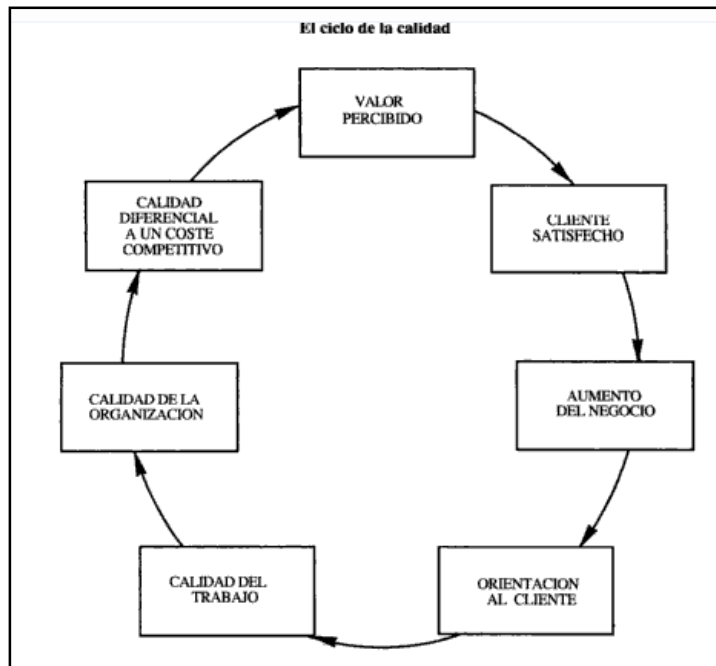 El ciclo de la calidad
VALOR
PERCIBIDO
CLIENTE
SATISFECHO
AUMENTO
DEL NEGOCIO
ORIENTACION
AL CLIENTE
CALIDAD DEL
TRABAJO
CALIDAD DE LA
ORGANIZACION
CALIDAD
DIFERENCIAL
A UN COSTE
COMPETITIVO